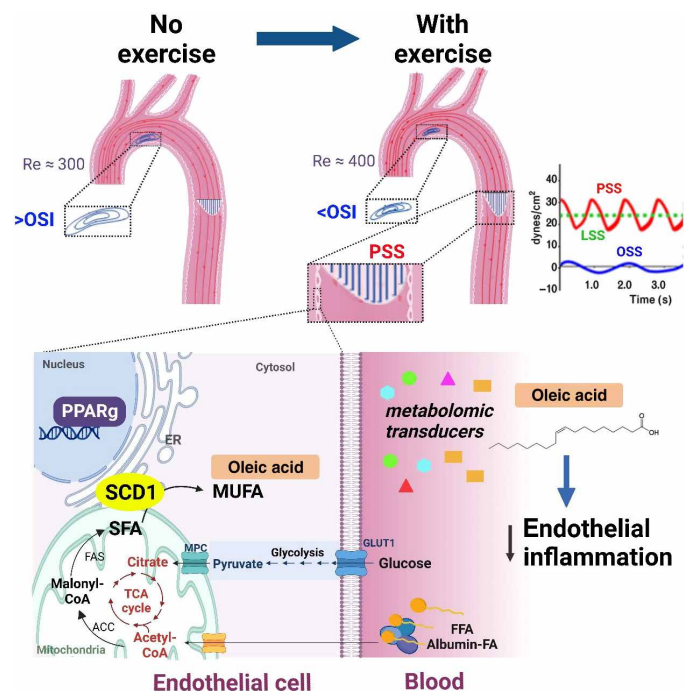 No
exercise
With
exercise
Re ≈ 300
>OSI
Re ≈ 400
<OSI
PSS
dynes/cm²
40
30
20
10
0
−10
PSS
LSS
OSS
1.0 2.0 3.0
Time (s)
Nucleus
Cytosol
PPARg
ER
Oleic acid
SCD1
MUFA
SFA
FAS
Malonyl-
CoA
ACC
Mitochondria
Citrate
TCA
cycle
Acetyl-
CoA
MPC
Pyruvate
Glycolysis
GLUT1
Glucose
metabolomic
transducers
Oleic acid
O
OH
Endothelial
inflammation
FFA
Albumin-FA
Endothelial cell
Blood